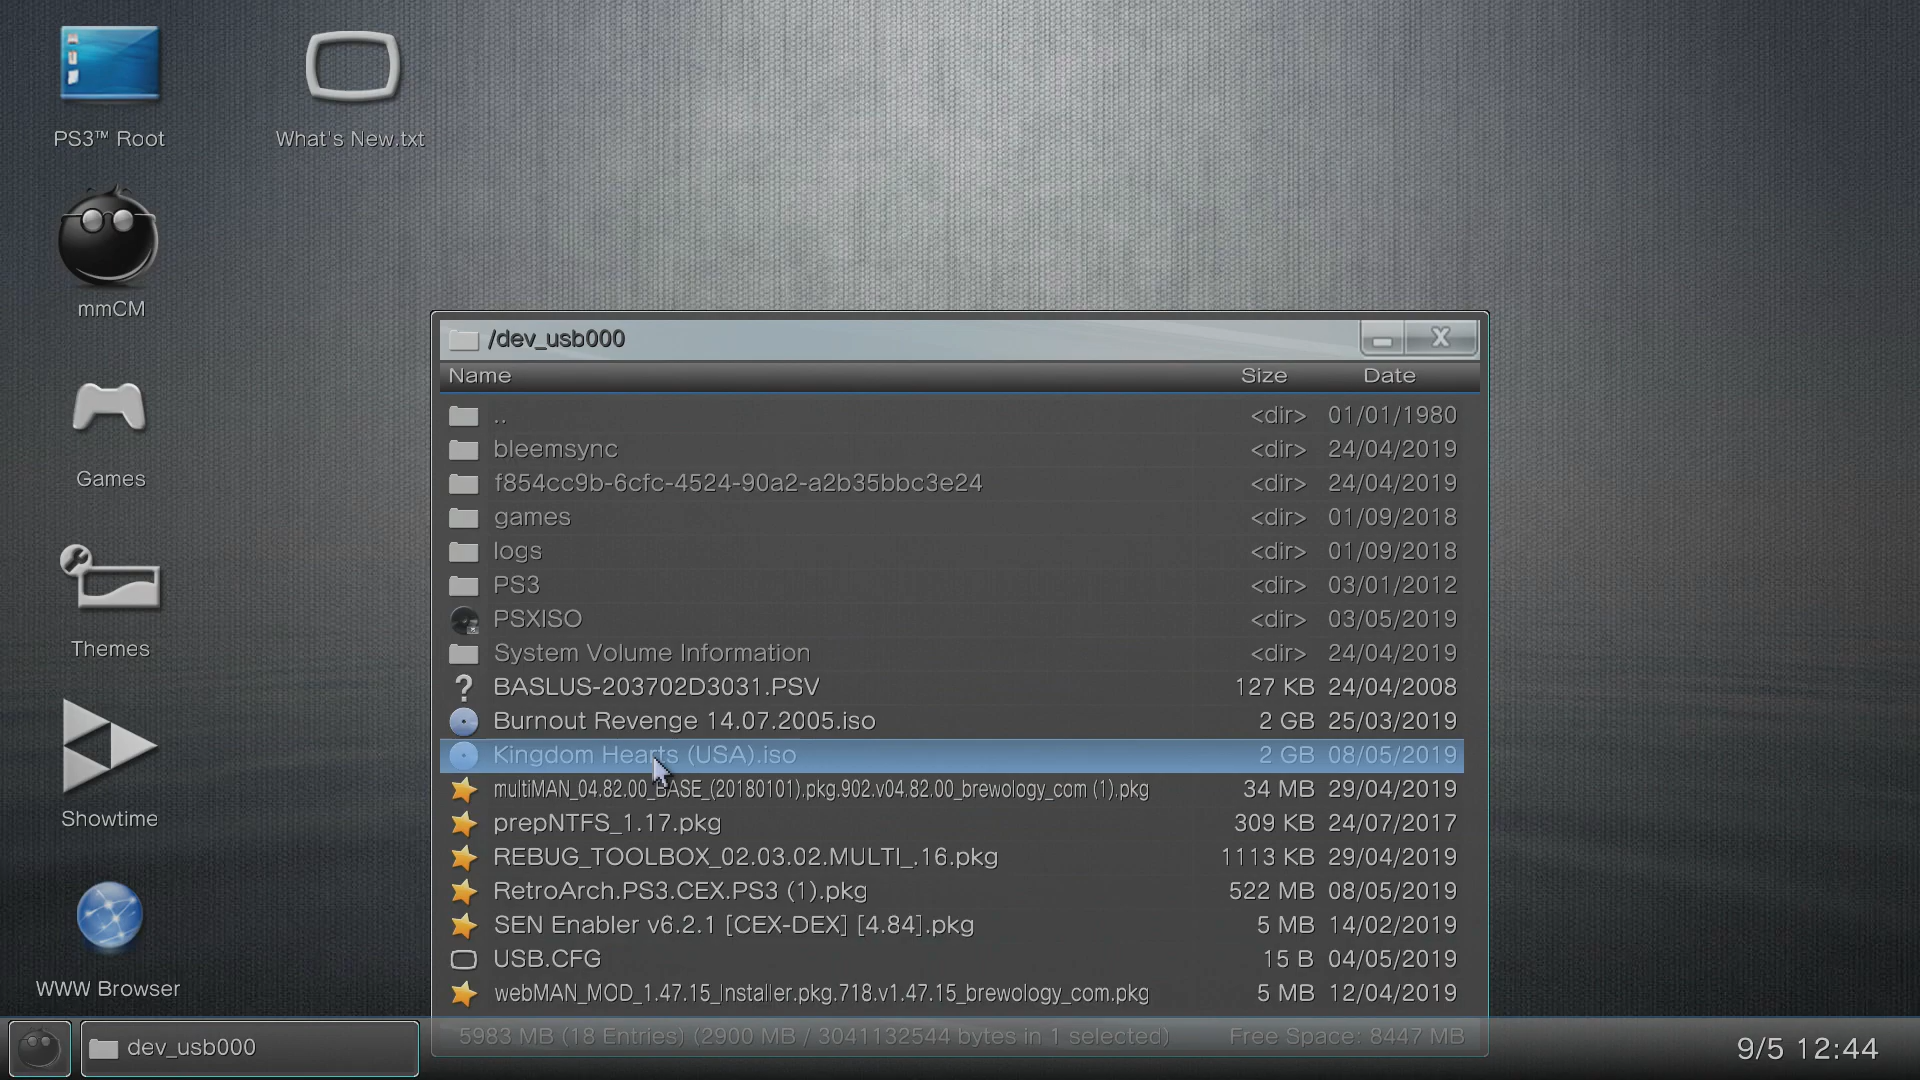 PS3™ Root
What's New.txt
mmCM
Games
Themes
Showtime
WWW Browser
/dev_usb000
X
Name Size Date
.. <dir> 01/01/1980
bleemsync <dir> 24/04/2019
f854cc9b-6cfc-4524-90a2-a2b35bbc3e24 <dir> 24/04/2019
games <dir> 01/09/2018
logs <dir> 01/09/2018
PS3 <dir> 03/01/2012
PSXISO <dir> 03/05/2019
System Volume Information <dir> 24/04/2019
BASLUS-203702D3031.PSV 127 KB 24/04/2008
Burnout Revenge 14.07.2005.iso 2 GB 25/03/2019
Kingdom Hearts (USA).iso 2 GB 08/05/2019
multiMAN_04.82.00_BASE_(20180101).pkg.902.v04.82.00_brewology_com (1).pkg 34 MB 29/04/2019
prepNTFS_1.17.pkg 309 KB 24/07/2017
REBUG_TOOLBOX_02.03.02.MULTI_.16.pkg 1113 KB 29/04/2019
RetroArch.PS3.CEX.PS3 (1).pkg 522 MB 08/05/2019
SEN Enabler v6.2.1 [CEX-DEX] [4.84].pkg 5 MB 14/02/2019
USB.CFG 15 B 04/05/2019
webMAN_MOD_1.47.15_Installer.pkg.718.v1.47.15_brewology_com.pkg 5 MB 12/04/2019
5983 MB (18 Entries) (2900 MB / 3041132544 bytes in 1 selected) Free Space: 8447 MB
dev_usb000
9/5 12:44